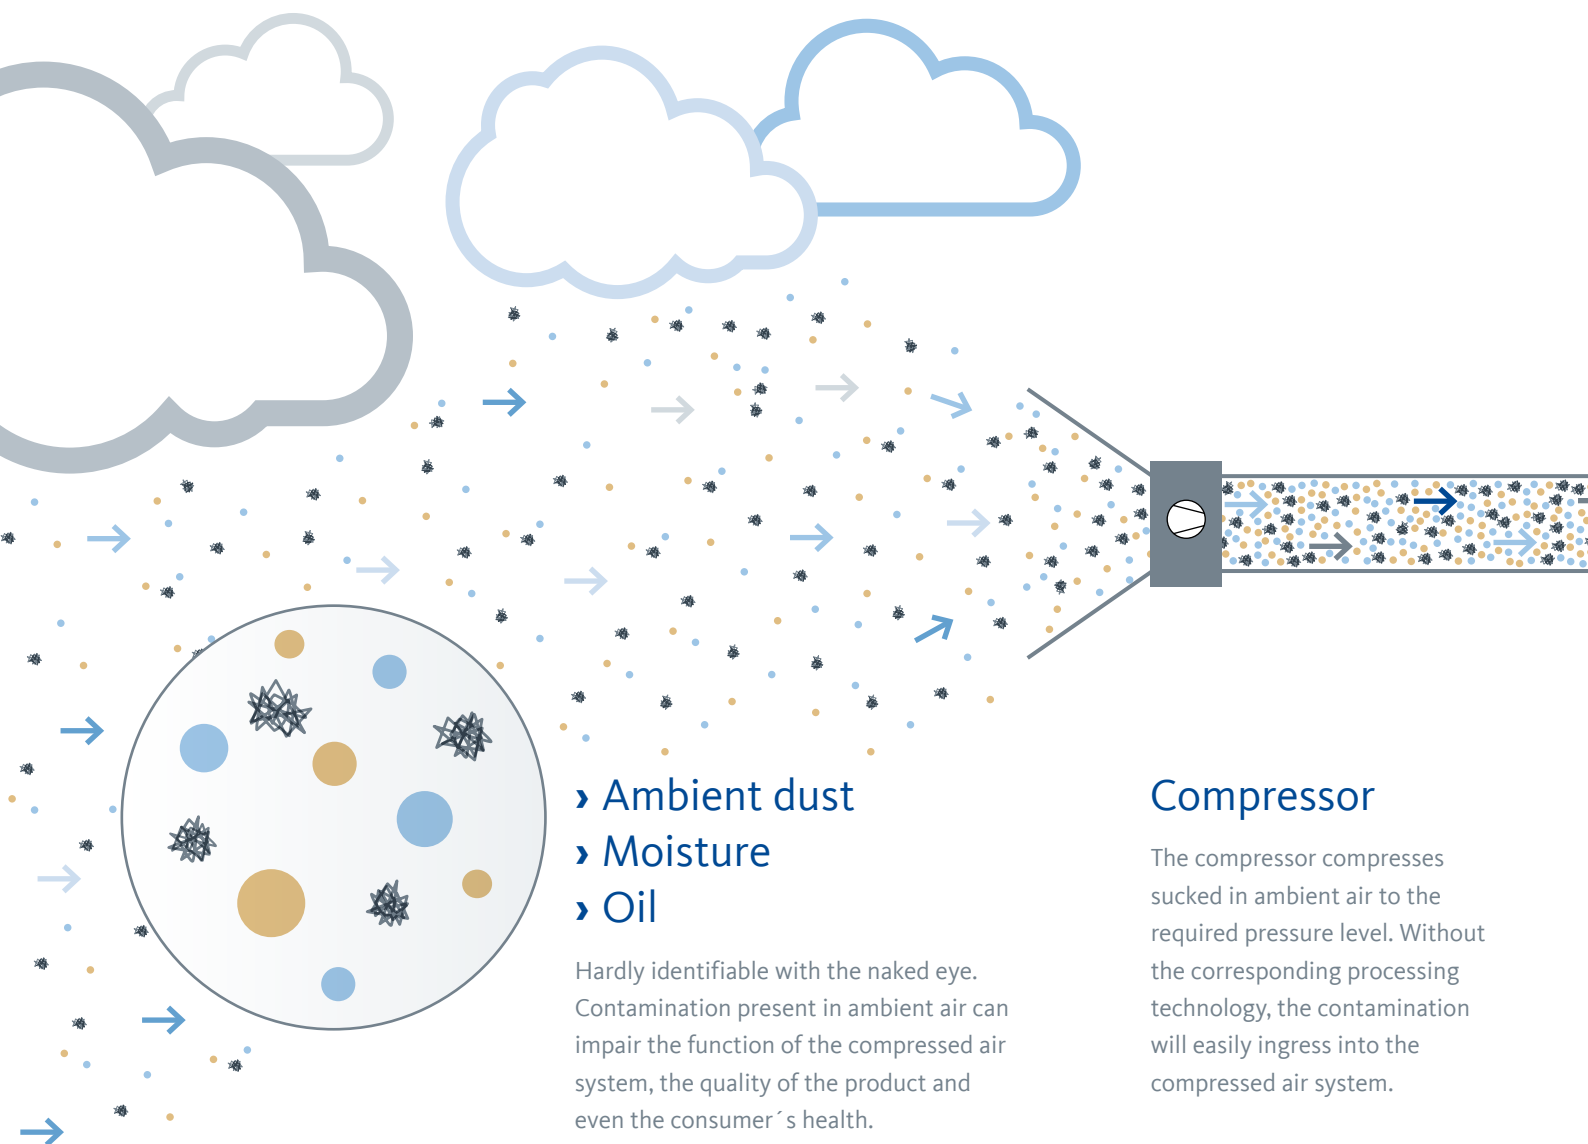 › Ambient dust
› Moisture
› Oil
Hardly identifiable with the naked eye.
Contamination present in ambient air can
impair the function of the compressed air
system, the quality of the product and
even the consumer´s health.
Compressor
The compressor compresses
sucked in ambient air to the
required pressure level. Without
the corresponding processing
technology, the contamination
will easily ingress into the
compressed air system.